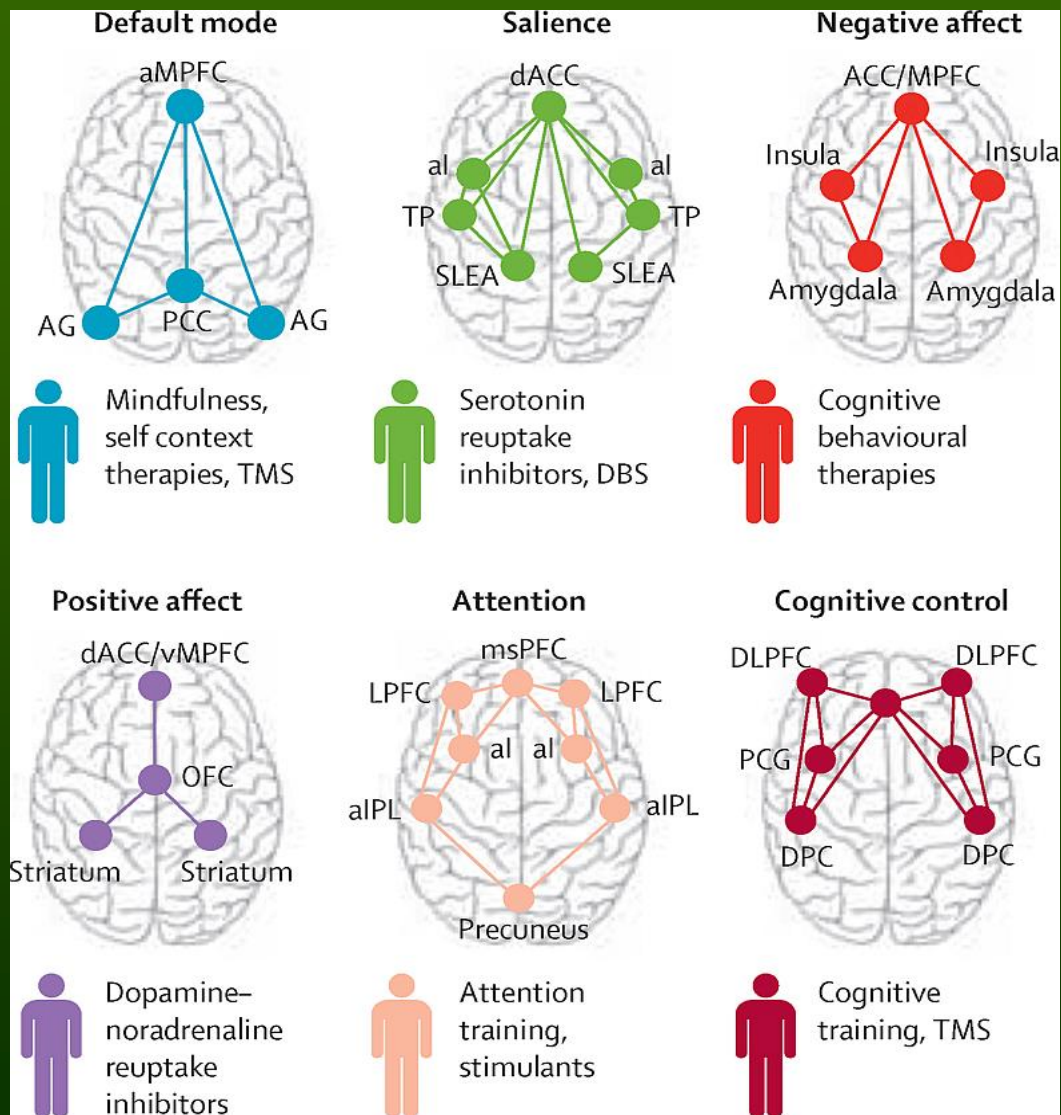 Default mode
aMPFC
AG
PCC
AG
Mindfulness,
self context
therapies, TMS
Salience
dACC
aI
aI
TP
TP
SLEA
SLEA
Serotonin
reuptake
inhibitors, DBS
Negative affect
ACC/MPFC
Insula
Insula
Amygdala
Amygdala
Cognitive
behavioural
therapies
Positive affect
dACC/vMPFC
OFC
Striatum
Striatum
Dopamine–
noradrenaline
reuptake
inhibitors
Attention
msPFC
LPFC
LPFC
aI
aI
aIPL
aIPL
Precuneus
Attention
training,
stimulants
Cognitive control
DLPFC
DLPFC
PCG
PCG
DPC
DPC
Cognitive
training, TMS